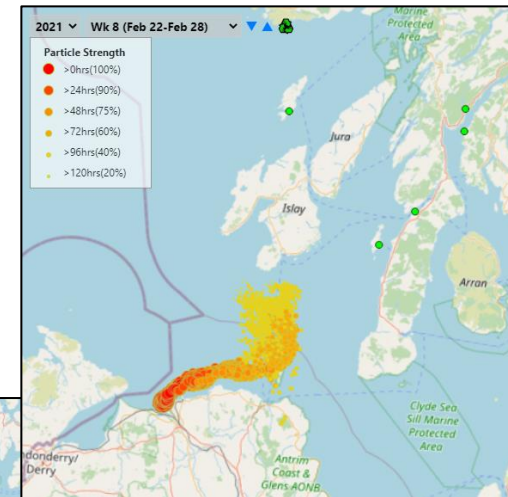 2021 Wk 8 (Feb 22-Feb 28)
Particle Strength
>0hrs(100%)
>24hrs(90%)
>48hrs(75%)
>72hrs(60%)
>96hrs(40%)
>120hrs(20%)
Marine
Protected
Area
Jura
Islay
Arran
Clyde Sea
Sill Marine
Protected
Area
ndonderry/
Derry
Antrim
Coast &
Glens AONB